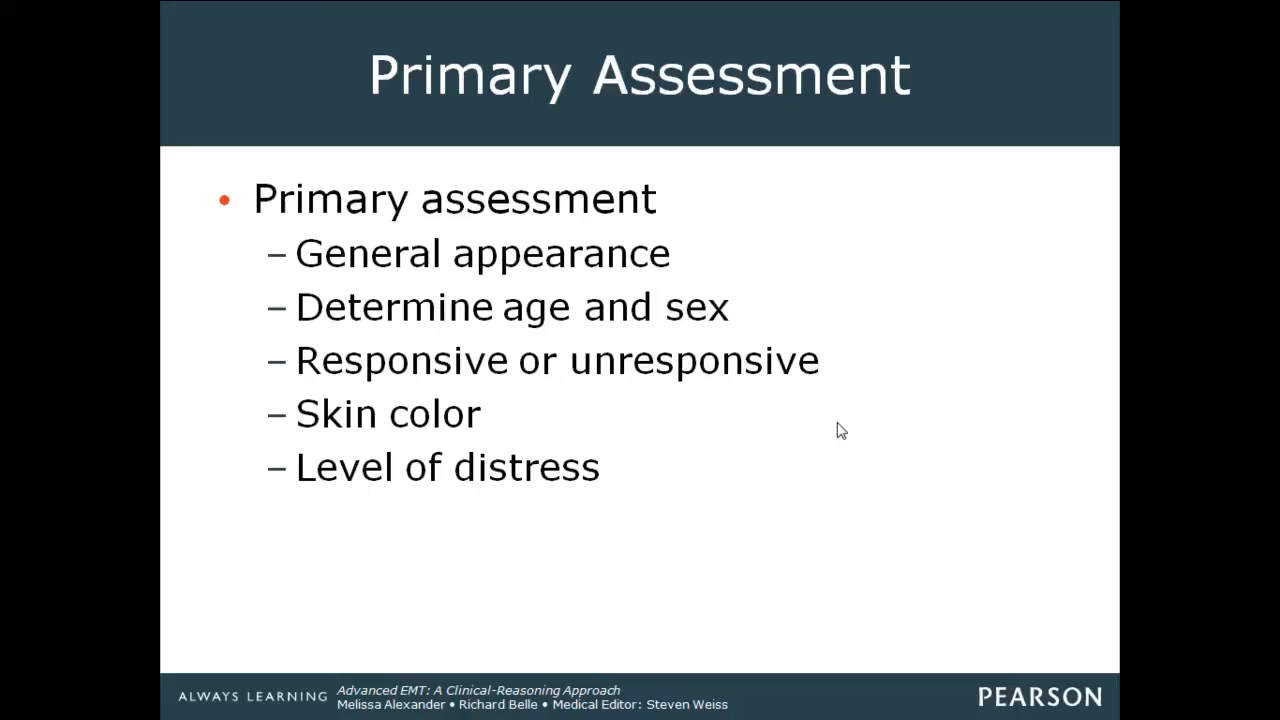 Primary Assessment
• Primary assessment
– General appearance
– Determine age and sex
– Responsive or unresponsive
– Skin color
– Level of distress
ALWAYS LEARNING
Advanced EMT: A Clinical-Reasoning Approach
Melissa Alexander • Richard Belle • Medical Editor: Steven Weiss
PEARSON